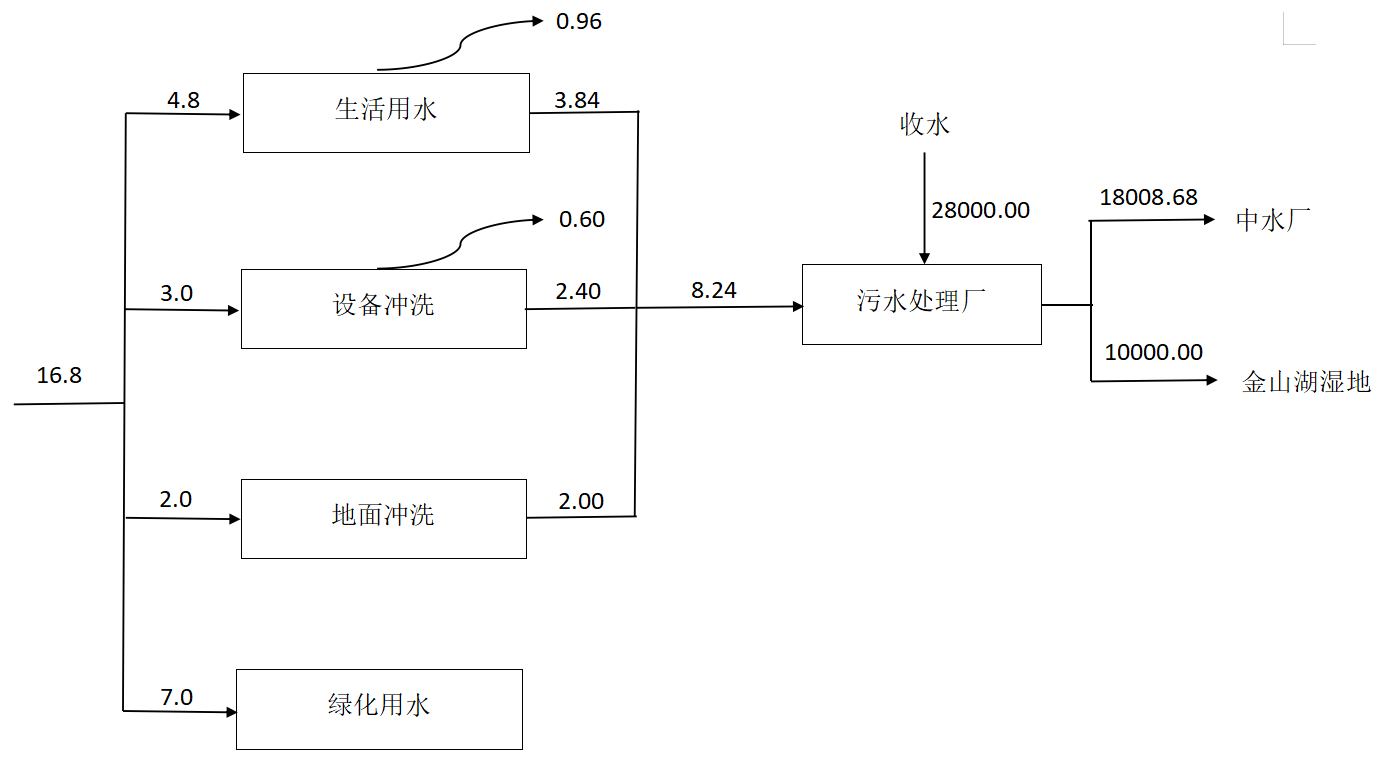 0.96
4.8
生活用水
3.84
收水
0.60
28000.00
18008.68
中水厂
3.0
设备冲洗
2.40
8.24
污水处理厂
16.8
10000.00
金山湖湿地
2.0
地面冲洗
2.00
7.0
绿化用水